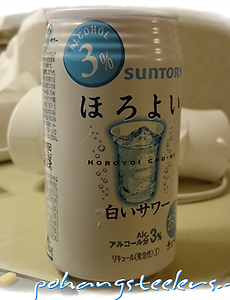 ALCOHOL
3%
SUNTORY
ほろよい
HOROYOI CHU-HI
白いサワー
Alc.
アルコール分3%
リキュール(発泡性)①
pohangsteelers.